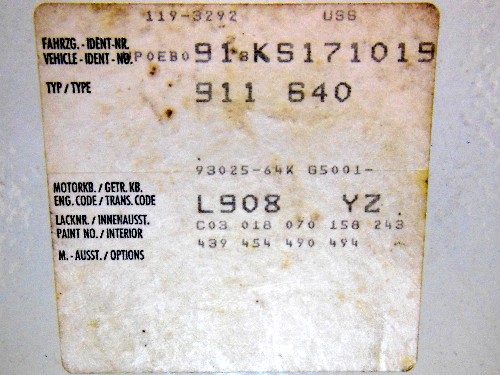 119-3292 USS
FAHRZG. - IDENT-NR.
VEHICLE - IDENT - NO. POEBO 918KS171019
TYP / TYPE 911 640
93025-64K G5001-
MOTORKB. / GETR. KB.
ENG. CODE / TRANS. CODE
L908 YZ
LACKNR. / INNENAUSST.
PAINT NO. / INTERIOR
C03 018 070 158 243
439 454 490 494
M. - AUSST. / OPTIONS